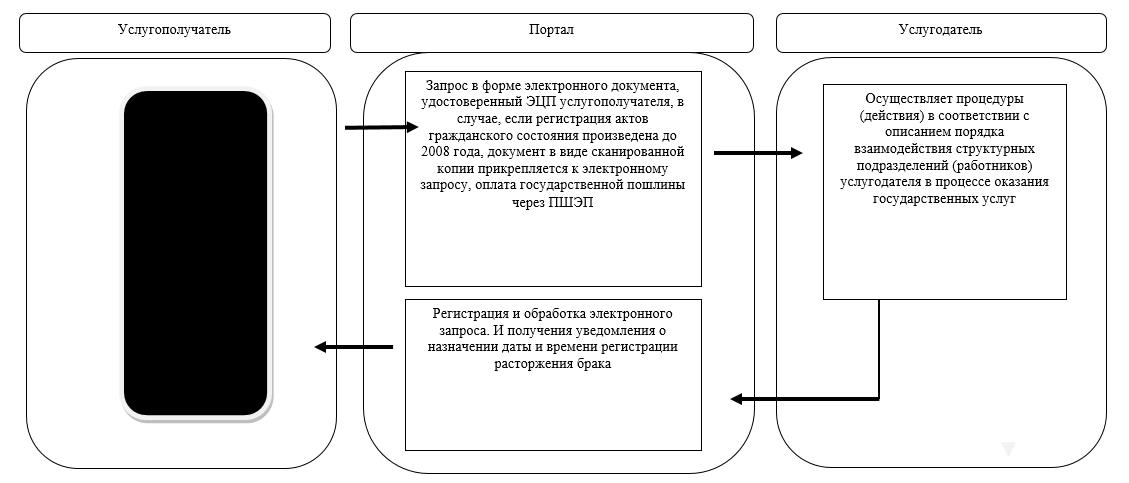 Услугополучатель
Портал
Услугодатель
Запрос в форме электронного документа,
удостоверенный ЭЦП услугополучателя, в
случае, если регистрация актов
гражданского состояния произведена до
2008 года, документ в виде сканированной
копии прикрепляется к электронному
запросу, оплата государственной пошлины
через ПШЭП
Осуществляет процедуры
(действия) в соответствии с
описанием порядка
взаимодействия структурных
подразделений (работников)
услугодателя в процессе оказания
государственных услуг
Регистрация и обработка электронного
запроса. И получения уведомления о
назначении даты и времени регистрации
расторжения брака